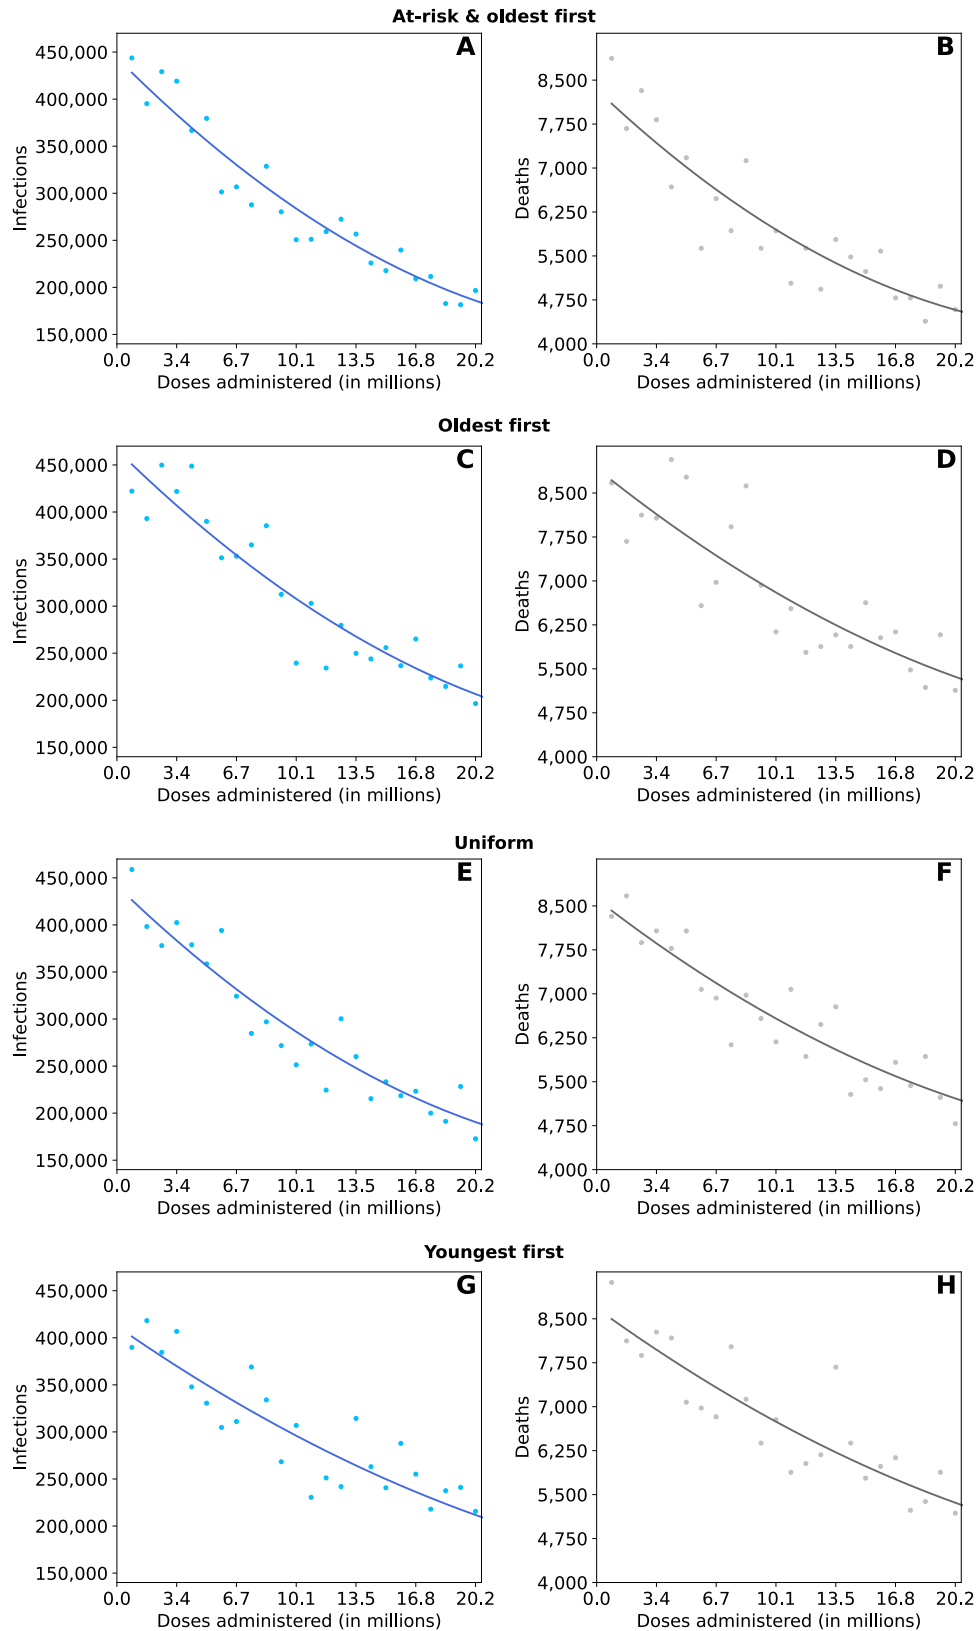 At-risk & oldest first
A
450,000
400,000
350,000
300,000
250,000
200,000
150,000
Infections
0.0 3.4 6.7 10.1 13.5 16.8 20.2
Doses administered (in millions)
B
8,500
7,750
7,000
6,250
5,500
4,750
4,000
Deaths
0.0 3.4 6.7 10.1 13.5 16.8 20.2
Doses administered (in millions)
Oldest first
C
450,000
400,000
350,000
300,000
250,000
200,000
150,000
Infections
0.0 3.4 6.7 10.1 13.5 16.8 20.2
Doses administered (in millions)
D
8,500
7,750
7,000
6,250
5,500
4,750
4,000
Deaths
0.0 3.4 6.7 10.1 13.5 16.8 20.2
Doses administered (in millions)
Uniform
E
450,000
400,000
350,000
300,000
250,000
200,000
150,000
Infections
0.0 3.4 6.7 10.1 13.5 16.8 20.2
Doses administered (in millions)
F
8,500
7,750
7,000
6,250
5,500
4,750
4,000
Deaths
0.0 3.4 6.7 10.1 13.5 16.8 20.2
Doses administered (in millions)
Youngest first
G
450,000
400,000
350,000
300,000
250,000
200,000
150,000
Infections
0.0 3.4 6.7 10.1 13.5 16.8 20.2
Doses administered (in millions)
H
8,500
7,750
7,000
6,250
5,500
4,750
4,000
Deaths
0.0 3.4 6.7 10.1 13.5 16.8 20.2
Doses administered (in millions)